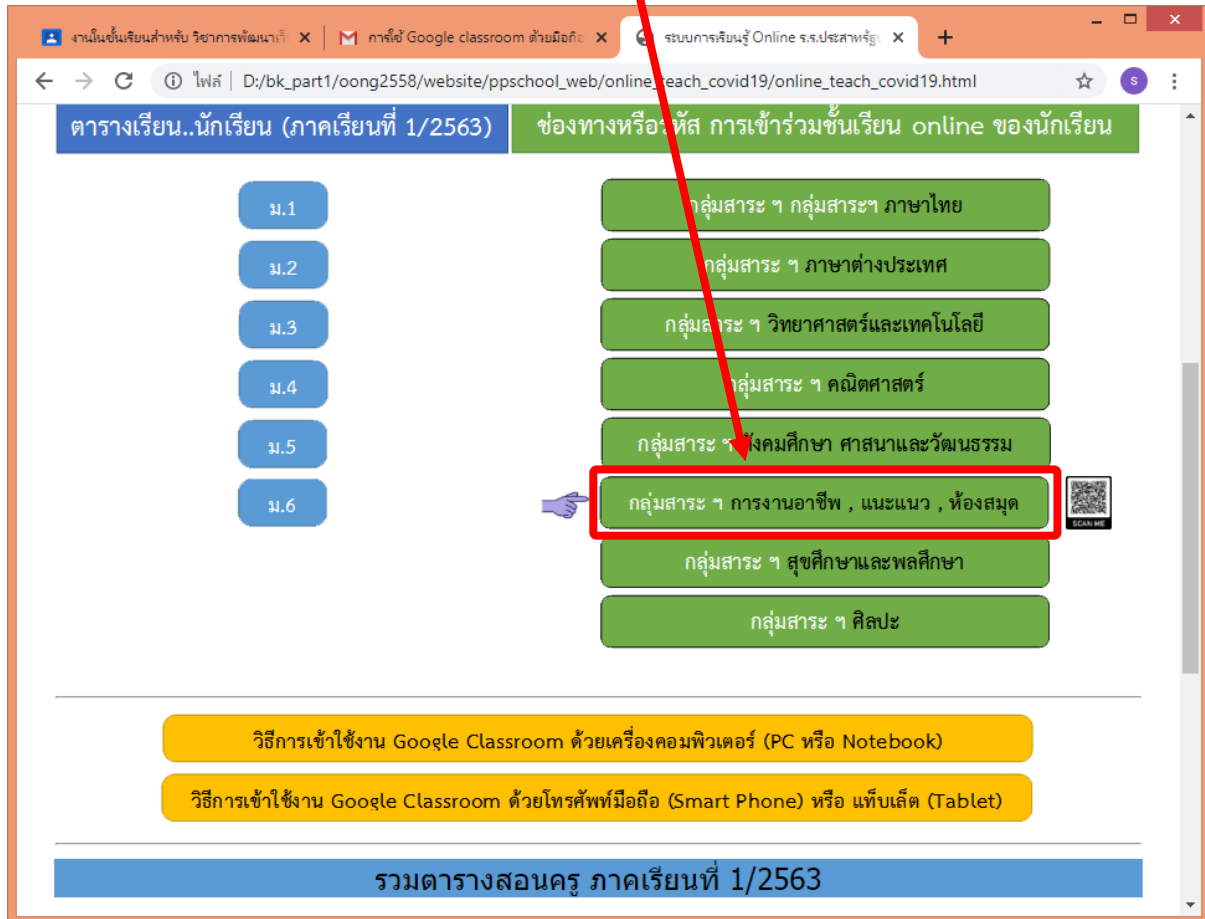 งานในชั้นเรียนสำหรับ วิชาการพัฒนาเว็
การใช้ Google classroom ด้วยมือถือ
ระบบการเรียนรู้ Online ร.ร.ประสาทรัฐป
ไฟล์ D:/bk_part1/oong2558/website/ppschool_web/online_teach_covid19/online_teach_covid19.html
s
ตารางเรียน..นักเรียน (ภาคเรียนที่ 1/2563)
ช่องทางหรือรหัส การเข้าร่วมชั้นเรียน online ของนักเรียน
ม.1
กลุ่มสาระ ฯ กลุ่มสาระฯ ภาษาไทย
ม.2
กลุ่มสาระ ฯ ภาษาต่างประเทศ
ม.3
กลุ่มสาระ ฯ วิทยาศาสตร์และเทคโนโลยี
ม.4
กลุ่มสาระ ฯ คณิตศาสตร์
ม.5
กลุ่มสาระ ฯ สังคมศึกษา ศาสนาและวัฒนธรรม
ม.6
กลุ่มสาระ ฯ การงานอาชีพ , แนะแนว , ห้องสมุด
SCAN ME
กลุ่มสาระ ฯ สุขศึกษาและพลศึกษา
กลุ่มสาระ ฯ ศิลปะ
วิธีการเข้าใช้งาน Google Classroom ด้วยเครื่องคอมพิวเตอร์ (PC หรือ Notebook)
วิธีการเข้าใช้งาน Google Classroom ด้วยโทรศัพท์มือถือ (Smart Phone) หรือ แท็บเล็ต (Tablet)
รวมตารางสอนครู ภาคเรียนที่ 1/2563